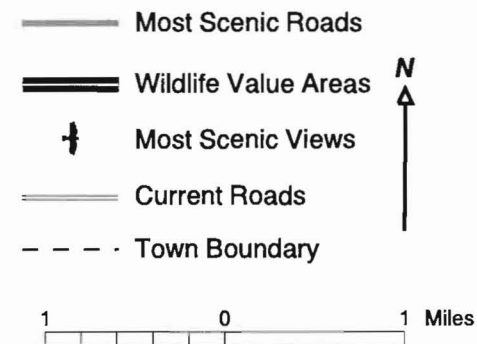 Most Scenic Roads
Wildlife Value Areas
N
Most Scenic Views
Current Roads
Town Boundary
1 0 1 Miles